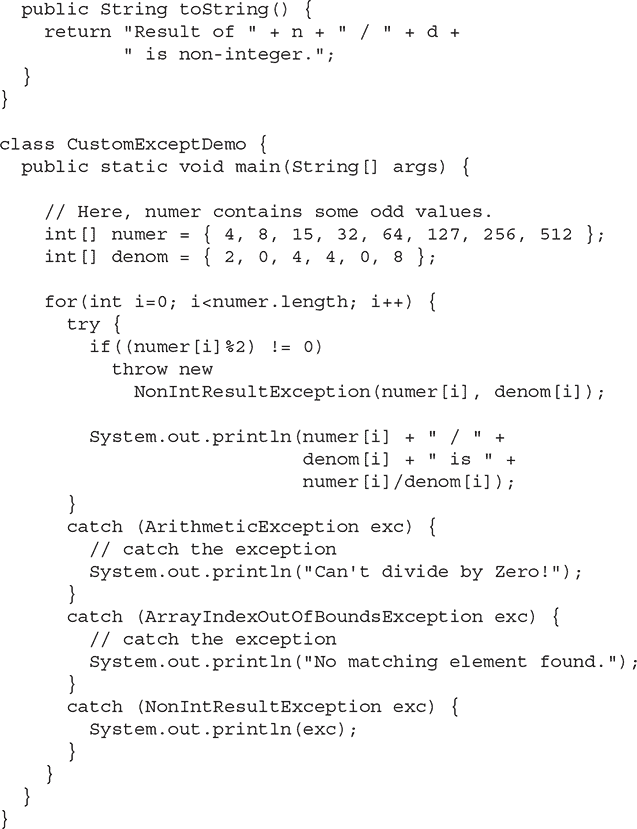 public String toString() {
    return "Result of " + n + " / " + d +
           " is non-integer.";
  }
}

class CustomExceptDemo {
  public static void main(String[] args) {

    // Here, numer contains some odd values.
    int[] numer = { 4, 8, 15, 32, 64, 127, 256, 512 };
    int[] denom = { 2, 0, 4, 4, 0, 8 };

    for(int i=0; i<numer.length; i++) {
      try {
        if((numer[i]%2) != 0)
          throw new
            NonIntResultException(numer[i], denom[i]);

        System.out.println(numer[i] + " / " +
                           denom[i] + " is " +
                           numer[i]/denom[i]);
      }
      catch (ArithmeticException exc) {
        // catch the exception
        System.out.println("Can't divide by Zero!");
      }
      catch (ArrayIndexOutOfBoundsException exc) {
        // catch the exception
        System.out.println("No matching element found.");
      }
      catch (NonIntResultException exc) {
        System.out.println(exc);
      }
    }
  }
}